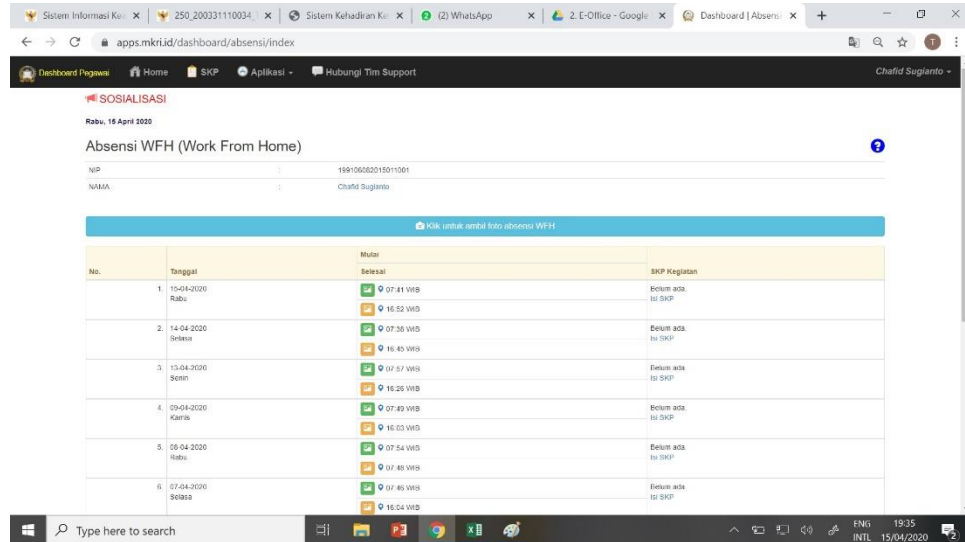 Sistem Informasi Kea
250_200331110034_1
Sistem Kehadiran Ke
(2) WhatsApp
2. E-Office - Google
Dashboard | Absensi
apps.mkri.id/dashboard/absensi/index
T
Dashboard Pegawai Home SKP Aplikasi Hubungi Tim Support Chafid Sugianto
SOSIALISASI
Rabu, 15 April 2020
Absensi WFH (Work From Home)
NIP : 199106082015011001
NAMA : Chafid Sugianto
Klik untuk ambil foto absensi WFH
No. Tanggal Mulai SKP Kegiatan
Selesai
1. 15-04-2020 07:41 WIB Belum ada.
Rabu 16:52 WIB Isi SKP
2. 14-04-2020 07:38 WIB Belum ada.
Selasa 16:45 WIB Isi SKP
3. 13-04-2020 07:57 WIB Belum ada.
Senin 16:26 WIB Isi SKP
4. 09-04-2020 07:49 WIB Belum ada.
Kamis 16:03 WIB Isi SKP
5. 08-04-2020 07:54 WIB Belum ada.
Rabu 07:48 WIB Isi SKP
6. 07-04-2020 07:46 WIB Belum ada.
Selasa 16:04 WIB Isi SKP
Type here to search
ENG 19:35
INTL 15/04/2020